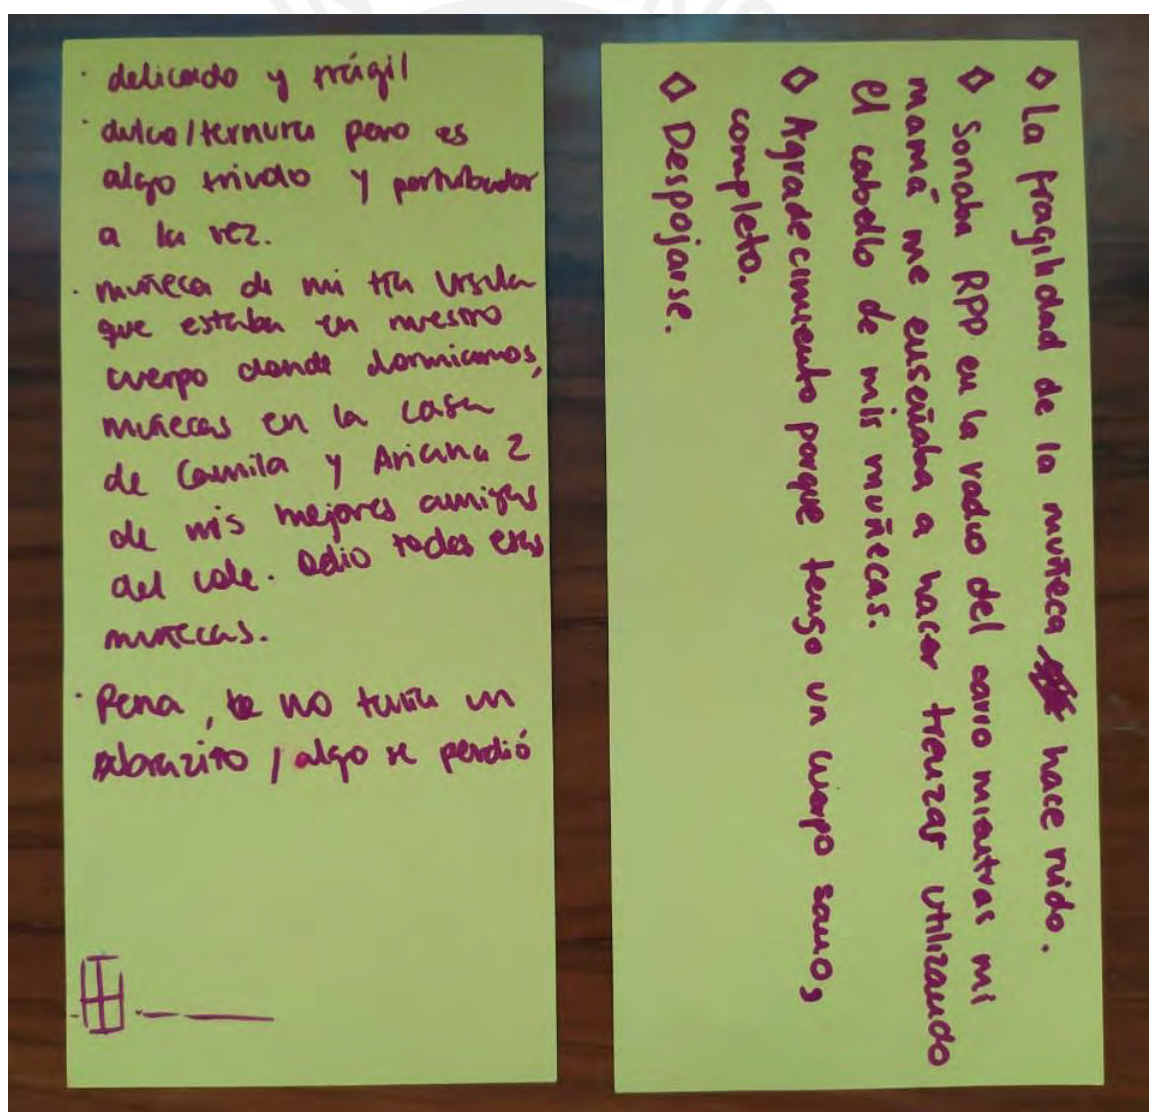 · delicado y frágil
· dulce/ternura pero es
algo trivalo y perturbador
a la vez.
· muñeca de mi tía Ursula
que estaba en nuestro
cuerpo donde dormíamos,
muñecas en la casa
de Camila y Ariana 2
de mis mejores amigas
del cole. Odio todas esas
muñecas.
· Pena, no tenía un
abrazito / algo se perdió
◇ La fragilidad de la muñeca hace ruido.
◇ Sonaba RPP en la radio del carro mientras mi
mamá me enseñaba a hacer trenzas utilizando
el cabello de mis muñecas.
◇ Agradecimiento porque tengo un cuerpo sano,
completo.
◇ Despojarse.